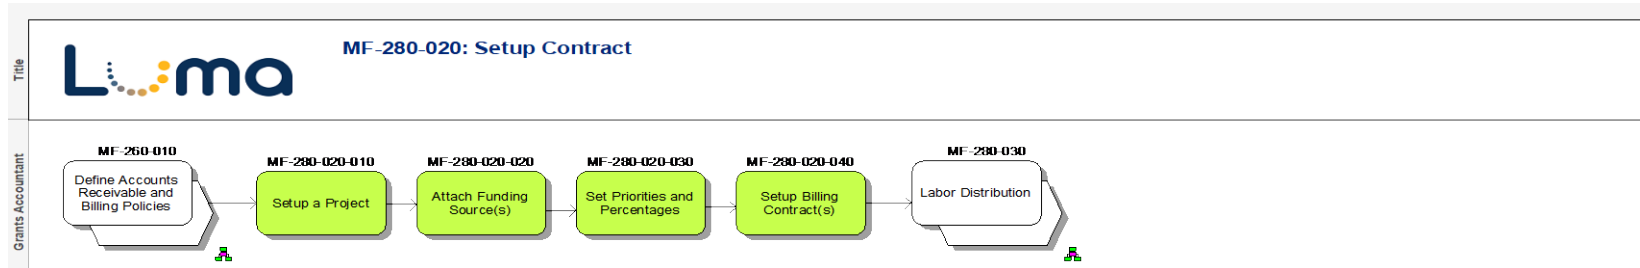 Title
Luma
MF-280-020: Setup Contract
Grants Accountant
MF-260-010
Define Accounts
Receivable and
Billing Policies
MF-280-020-010
Setup a Project
MF-280-020-020
Attach Funding
Source(s)
MF-280-020-030
Set Priorities and
Percentages
MF-280-020-040
Setup Billing
Contract(s)
MF-280-030
Labor Distribution